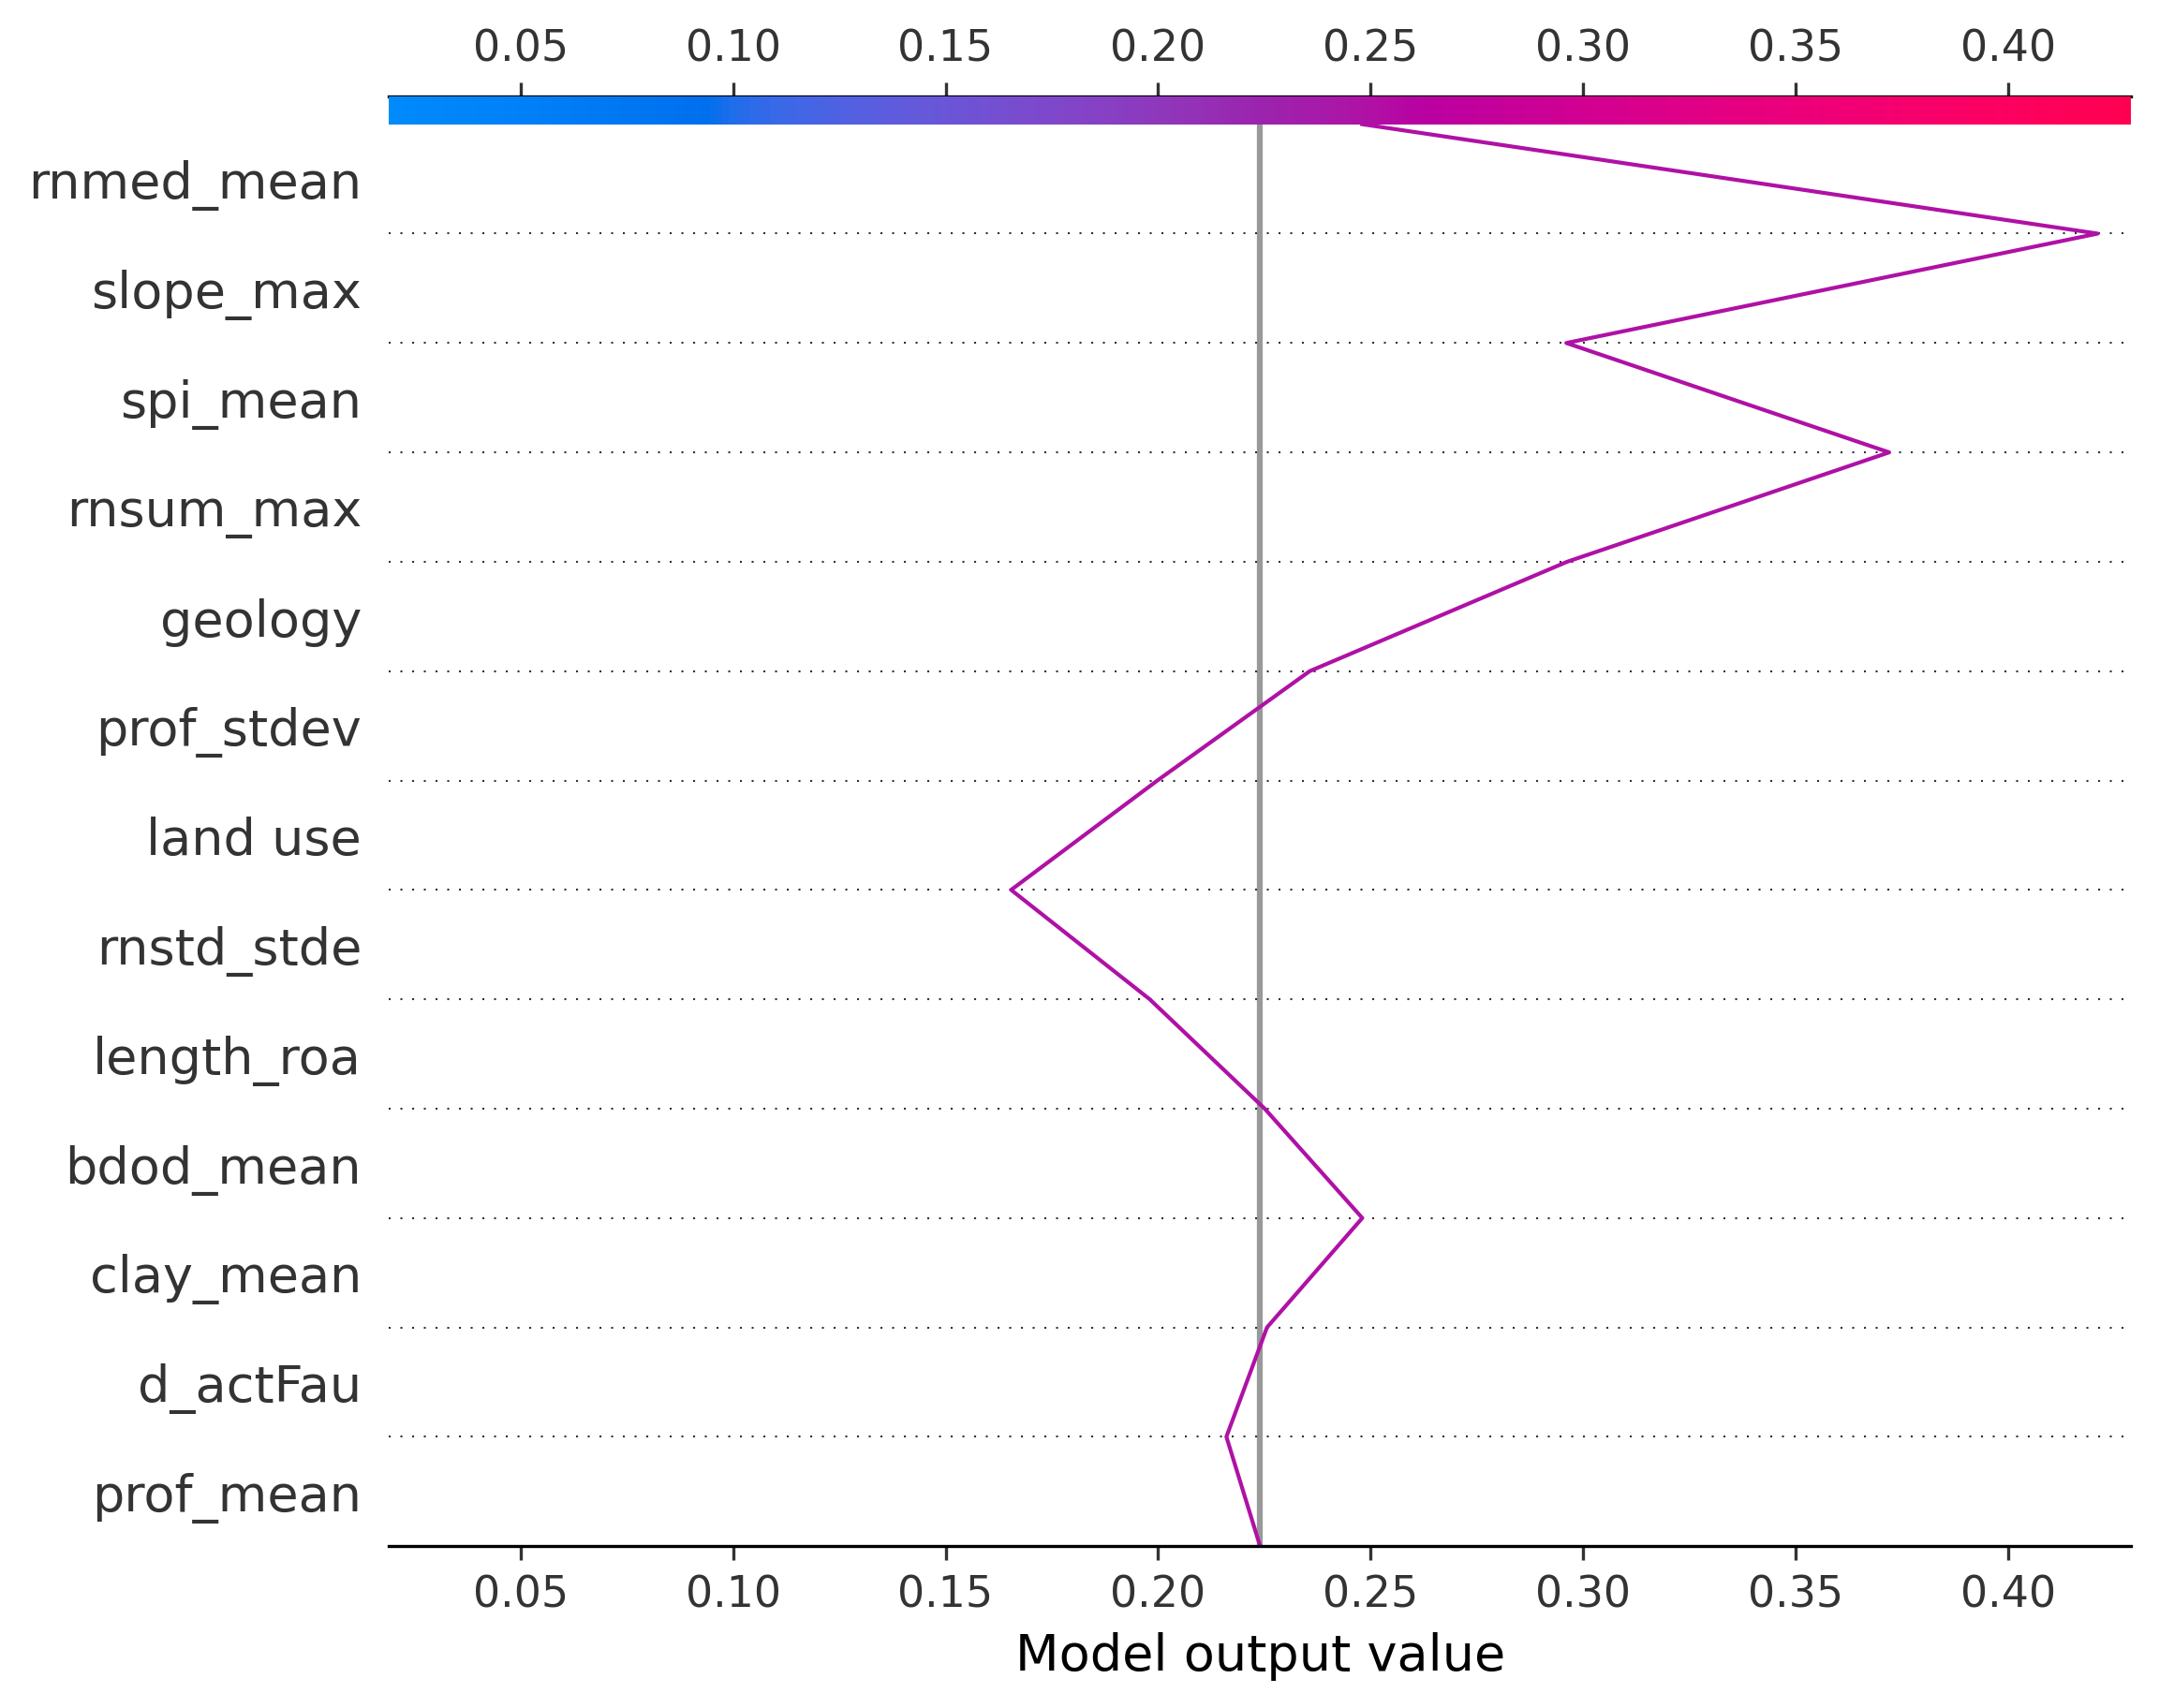 0.05 0.10 0.15 0.20 0.25 0.30 0.35 0.40
rnmed_mean
slope_max
spi_mean
rnsum_max
geology
prof_stdev
land use
rnstd_stde
length_roa
bdod_mean
clay_mean
d_actFau
prof_mean
0.05 0.10 0.15 0.20 0.25 0.30 0.35 0.40
Model output value